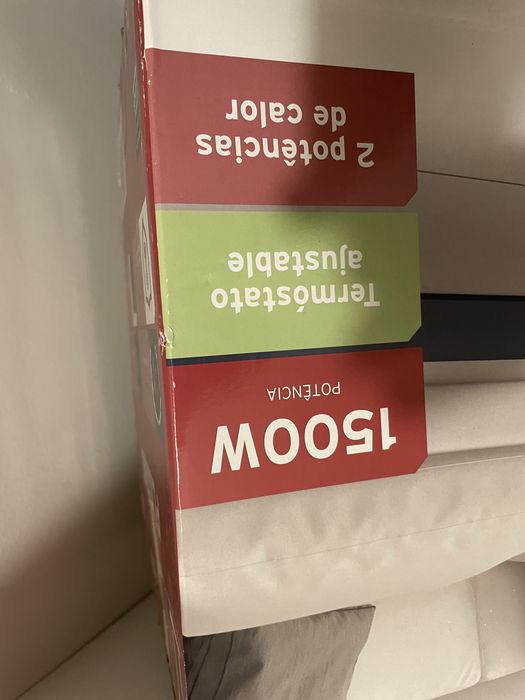 1500W
POTÊNCIA
Termóstato
ajustable
2 potências
de calor